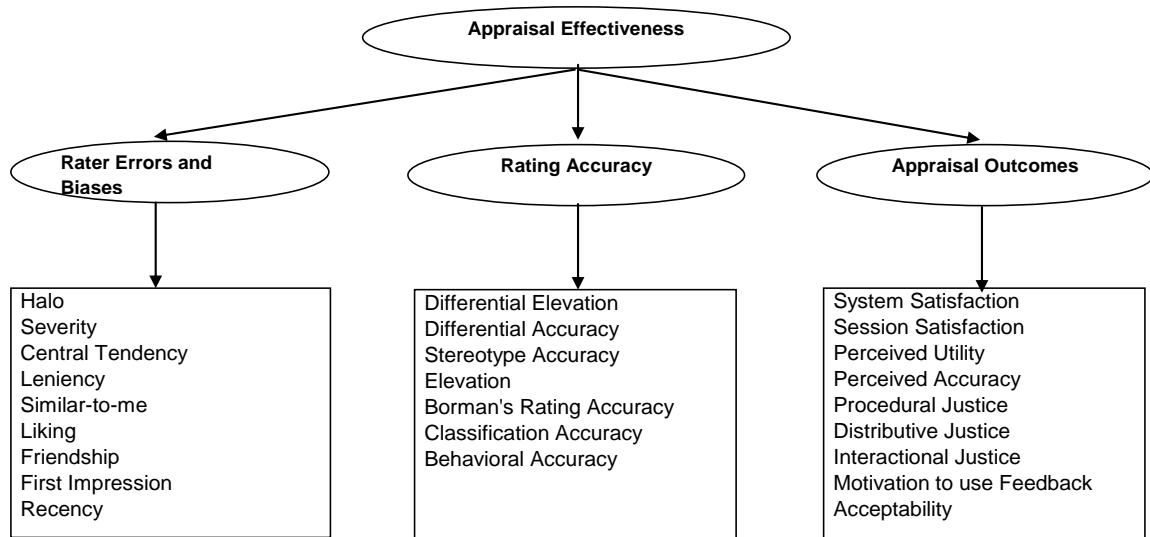 Appraisal Effectiveness
Rater Errors and
Biases
Rating Accuracy
Appraisal Outcomes
Halo
Severity
Central Tendency
Leniency
Similar-to-me
Liking
Friendship
First Impression
Recency
Differential Elevation
Differential Accuracy
Stereotype Accuracy
Elevation
Borman's Rating Accuracy
Classification Accuracy
Behavioral Accuracy
System Satisfaction
Session Satisfaction
Perceived Utility
Perceived Accuracy
Procedural Justice
Distributive Justice
Interactional Justice
Motivation to use Feedback
Acceptability